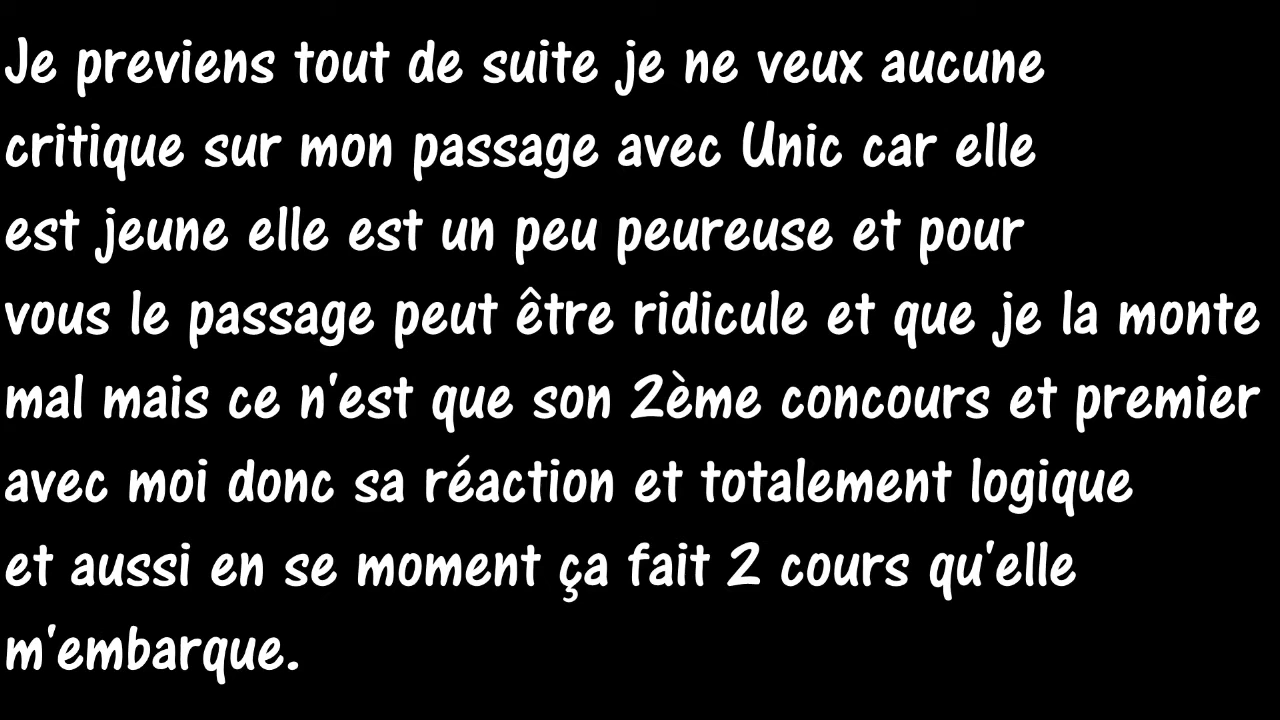 Je previens tout de suite je ne veux aucune
critique sur mon passage avec Unic car elle
est jeune elle est un peu peureuse et pour
vous le passage peut être ridicule et que je la monte
mal mais ce n'est que son 2ème concours et premier
avec moi donc sa réaction et totalement logique
et aussi en se moment ça fait 2 cours qu'elle
m'embarque.